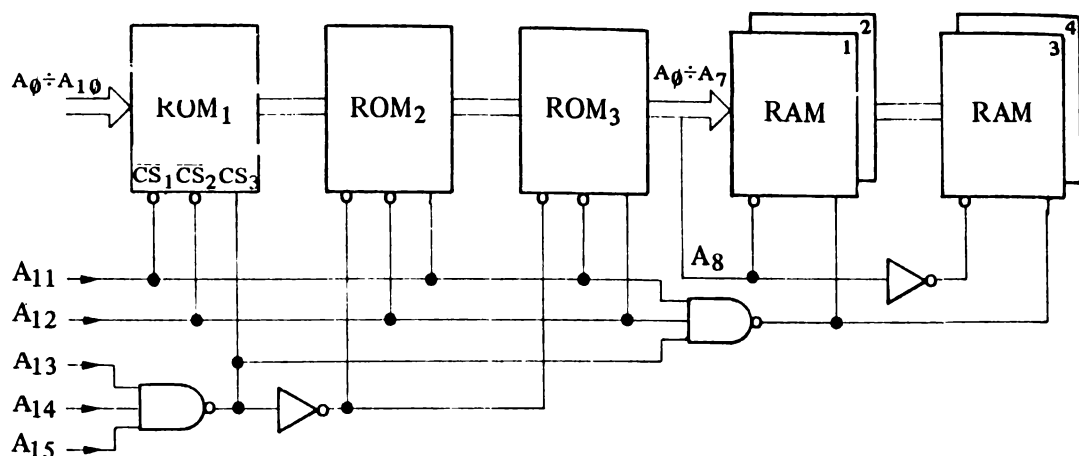 A0÷A10
ROM1
ROM2
ROM3
A0÷A7
RAM
1
2
RAM
3
4
CS1 CS2 CS3
A11
A8
A12
A13
A14
A15